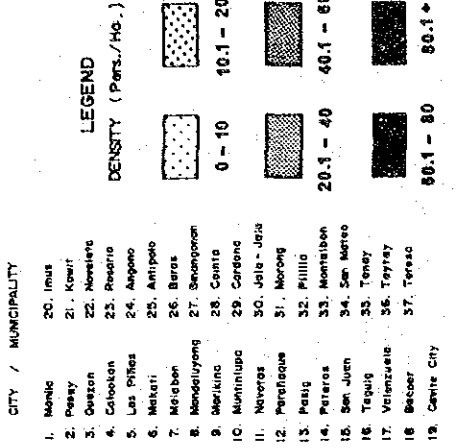 CITY / MUNICIPALITY
1. Manila
2. Pasay
3. Quezon
4. Calookan
5. Las Piñas
6. Makati
7. Malabon
8. Mandaluyong
9. Marikina
10. Muntinlupa
11. Navotas
12. Parañaque
13. Pasig
14. Pateros
15. San Juan
16. Taguig
17. Valenzuela
18. Bacoor
19. Cavite City
20. Imus
21. Kawit
22. Noveleta
23. Rosario
24. Angono
25. Antipolo
26. Baras
27. Binangonan
28. Cainta
29. Cardona
30. Jala - Jala
31. Morong
32. Pililla
33. Montalban
34. San Mateo
35. Tanay
36. Taytay
37. Teresa
LEGEND
DENSITY ( Pers./Ha. )
0 - 10
10.1 - 20
20.1 - 40
40.1 - 60
60.1 - 80
80.1 +